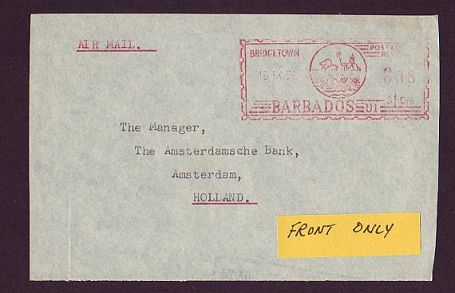 AIR MAIL.
BRIDGETOWN
POSTAGE
BARBADOS
The Manager,
The Amsterdamsche Bank,
Amsterdam,
HOLLAND.
FRONT ONLY